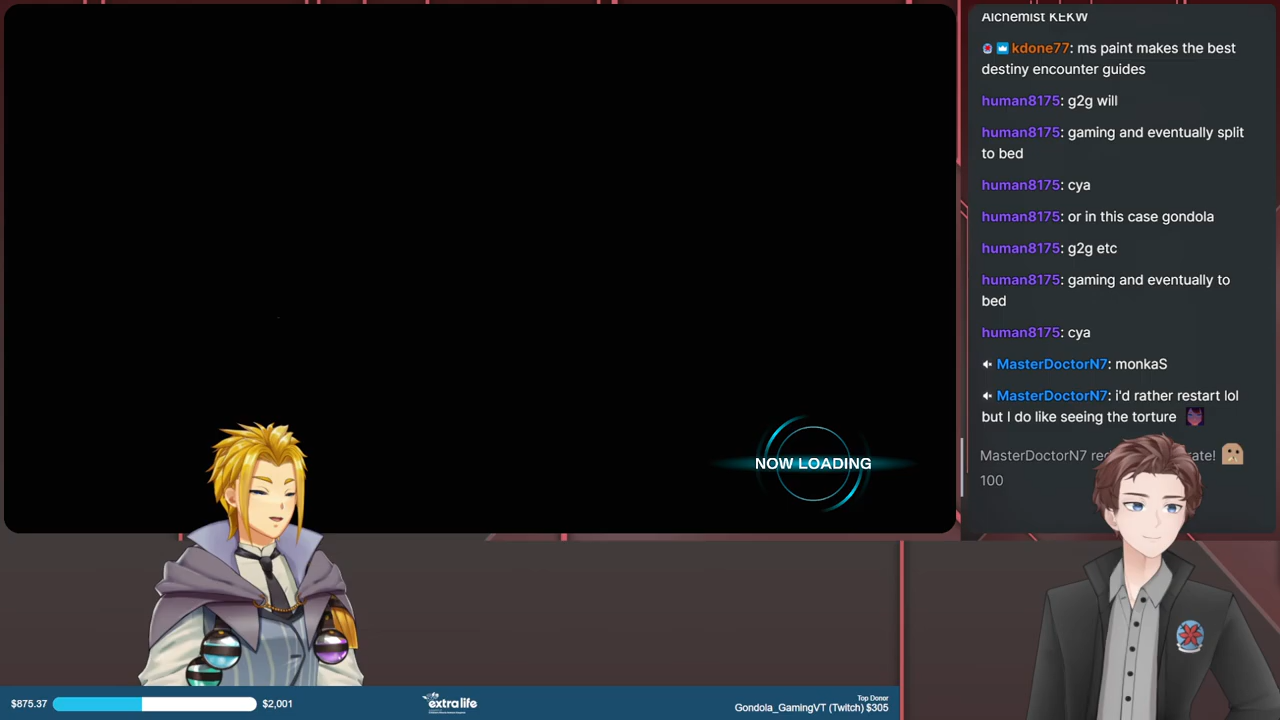 Alchemist KEKW
kdone77: ms paint makes the best
destiny encounter guides
human8175: g2g will
human8175: gaming and eventually split
to bed
human8175: cya
human8175: or in this case gondola
human8175: g2g etc
human8175: gaming and eventually to
bed
human8175: cya
MasterDoctorN7: monkaS
MasterDoctorN7: i'd rather restart lol
but I do like seeing the torture
MasterDoctorN7
100
NOW LOADING
$875.37
$2,001
extralife
Top Donor
Gondola_GamingVT (Twitch) $305